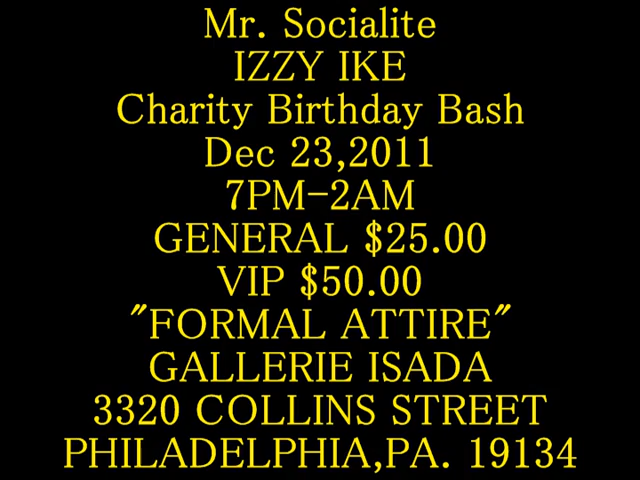 Mr. Socialite
IZZY IKE
Charity Birthday Bash
Dec 23,2011
7PM-2AM
GENERAL $25.00
VIP $50.00
"FORMAL ATTIRE"
GALLERIE ISADA
3320 COLLINS STREET
PHILADELPHIA,PA. 19134